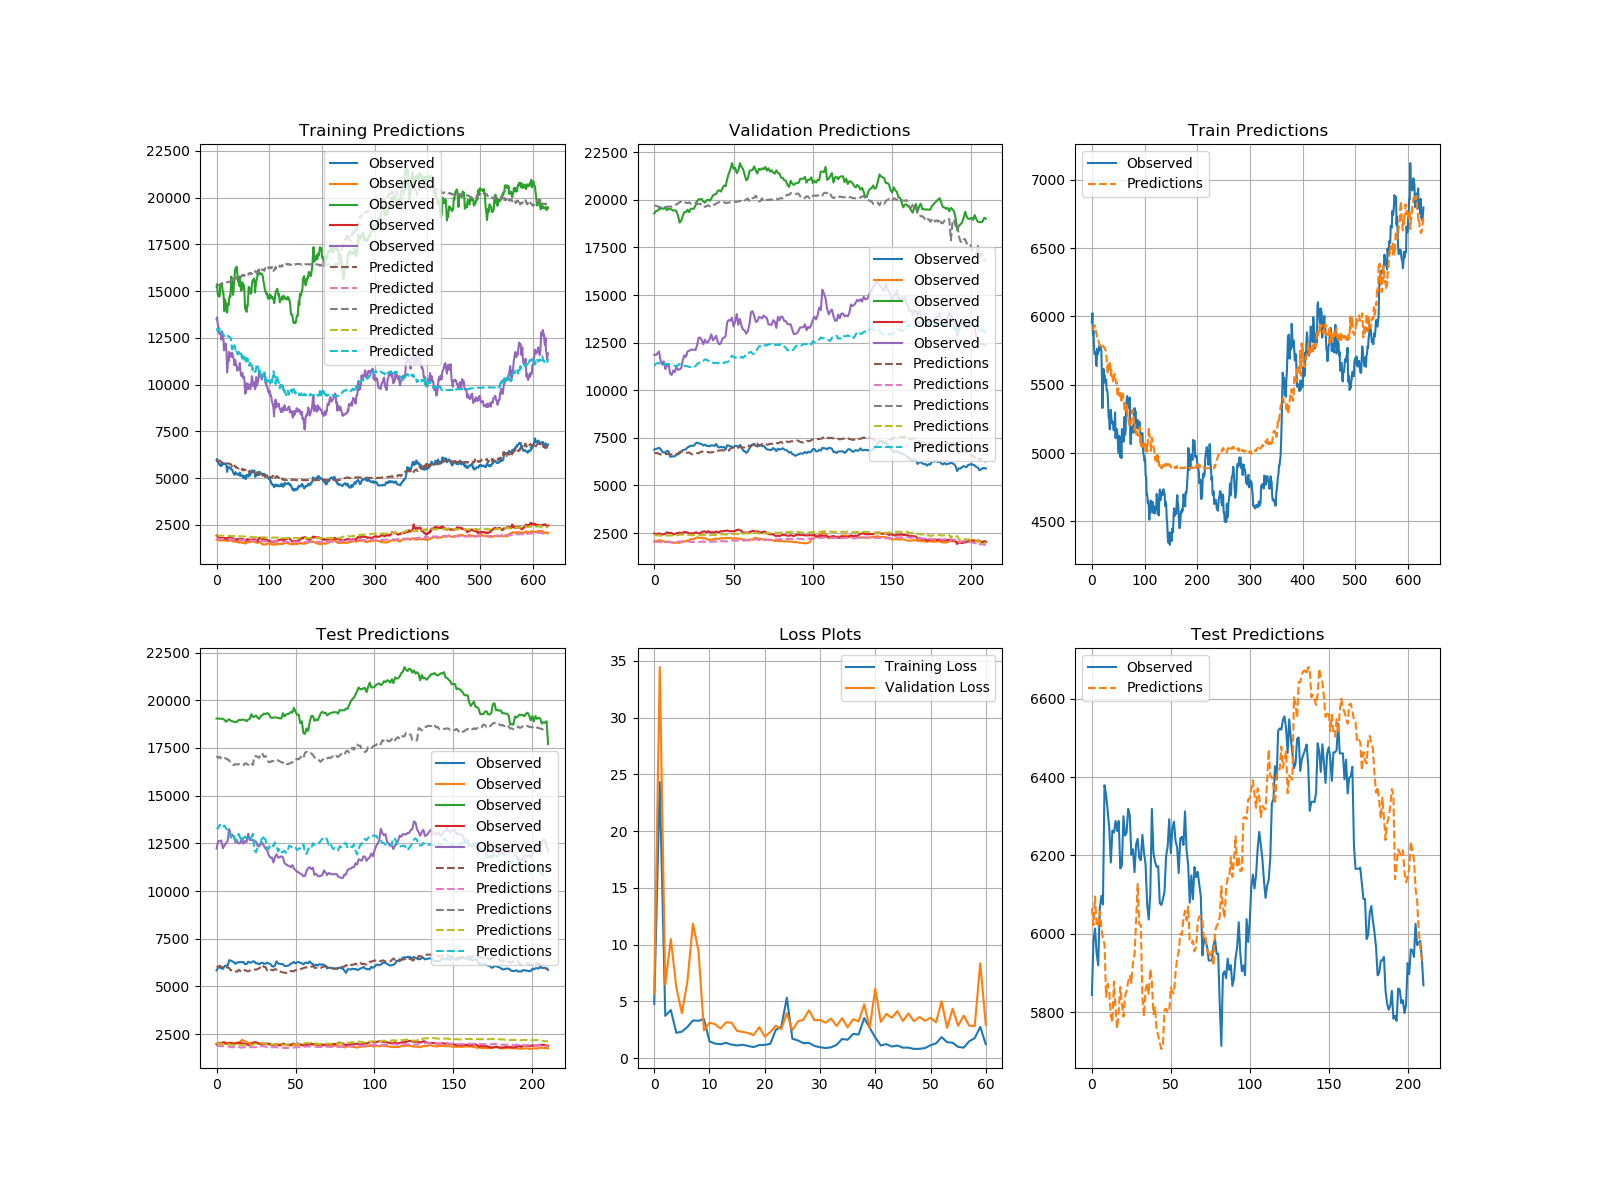 Training Predictions
22500
20000
17500
15000
12500
10000
7500
5000
2500
0 100 200 300 400 500 600
Observed
Observed
Observed
Observed
Observed
Predicted
Predicted
Predicted
Predicted
Predicted
Validation Predictions
22500
20000
17500
15000
12500
10000
7500
5000
2500
0 50 100 150 200
Observed
Observed
Observed
Observed
Observed
Predictions
Predictions
Predictions
Predictions
Predictions
Train Predictions
7000
6500
6000
5500
5000
4500
0 100 200 300 400 500 600
Observed
Predictions
Test Predictions
22500
20000
17500
15000
12500
10000
7500
5000
2500
0 50 100 150 200
Observed
Observed
Observed
Observed
Observed
Predictions
Predictions
Predictions
Predictions
Predictions
Loss Plots
35
30
25
20
15
10
5
0
0 10 20 30 40 50 60
Training Loss
Validation Loss
Test Predictions
6600
6400
6200
6000
5800
0 50 100 150 200
Observed
Predictions